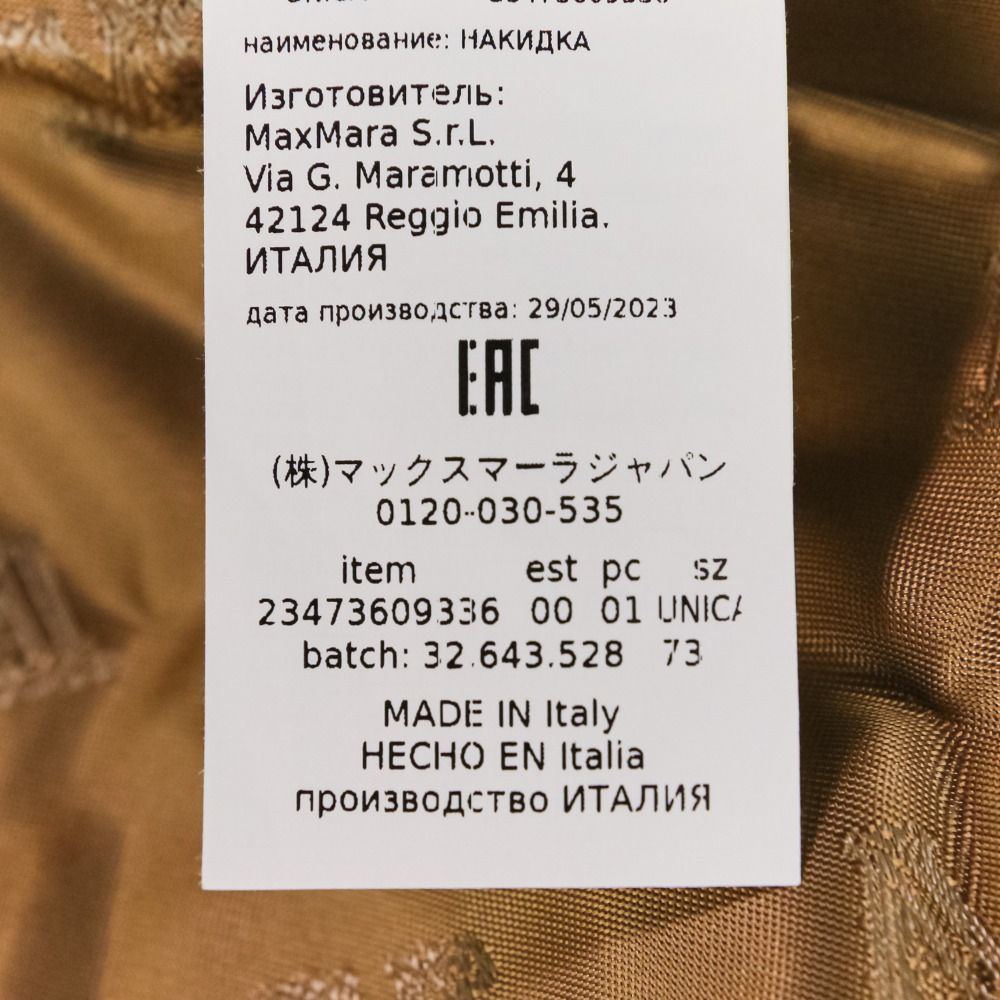 наименование: НАКИДКА
Изготовитель:
MaxMara S.r.L.
Via G. Maramotti, 4
42124 Reggio Emilia.
ИТАЛИЯ
дата производства: 29/05/2023
EAC
(株)マックスマーラジャパン
0120-030-535
item est pc sz
23473609336 00 01 UNICA
batch: 32.643.528 73
MADE IN Italy
HECHO EN Italia
производство ИТАЛИЯ